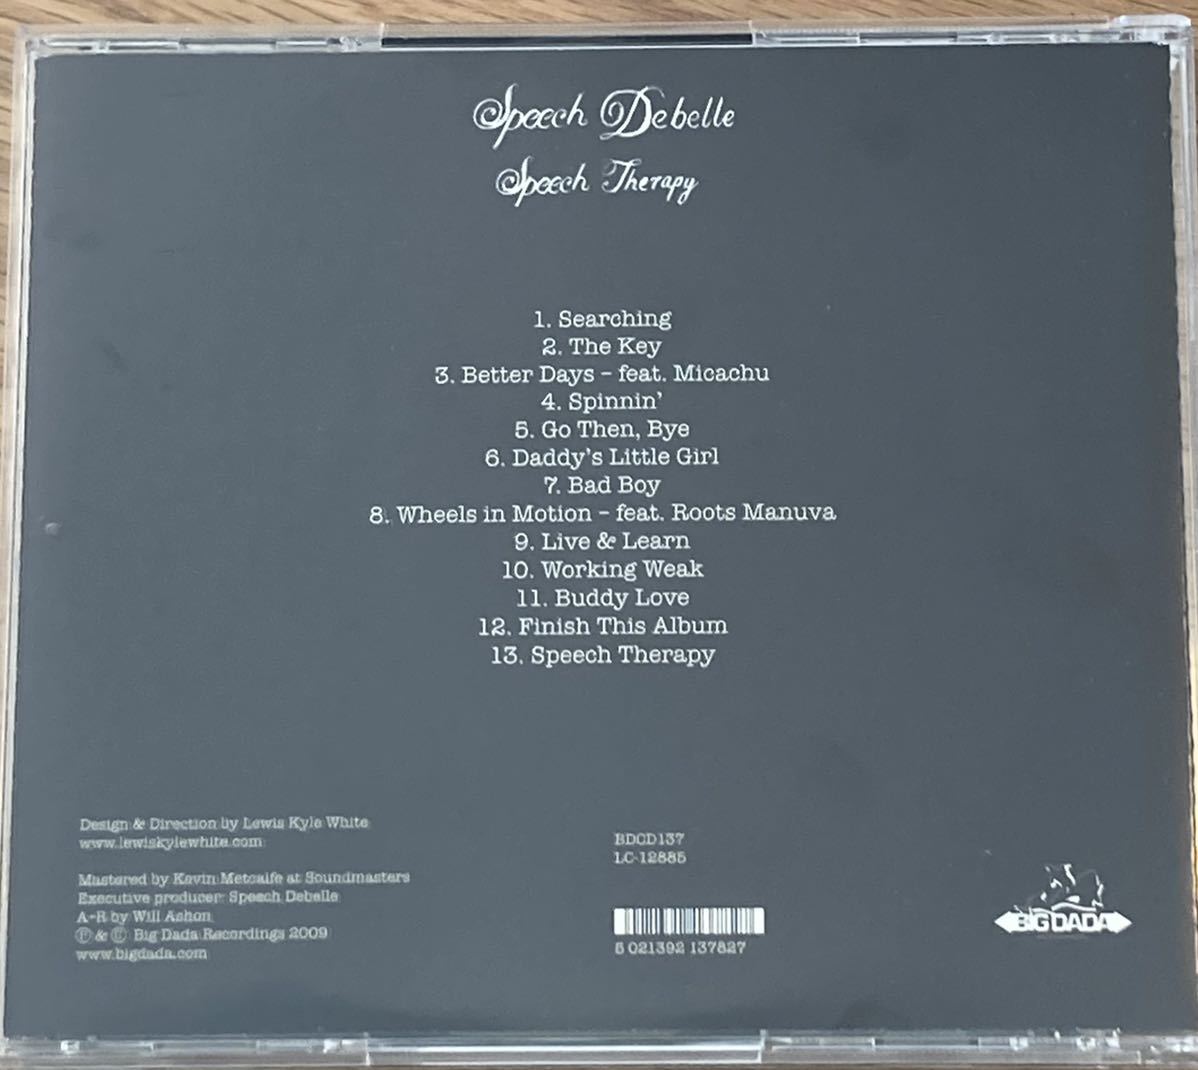 Speech Debelle
Speech Therapy
1. Searching
2. The Key
3. Better Days – feat. Micachu
4. Spinnin'
5. Go Then, Bye
6. Daddy's Little Girl
7. Bad Boy
8. Wheels in Motion – feat. Roots Manuva
9. Live & Learn
10. Working Weak
11. Buddy Love
12. Finish This Album
13. Speech Therapy
Design & Direction by Lewis Kyle White
www.lewiskylewhite.com
Mastered by Kevin Metcalfe at Soundmasters
Executive producer: Speech Debelle
A-R by Will Ashon
℗ & © Big Dada Recordings 2009
www.bigdada.com
BDCD137
LC-12885
5 021392 137827
BIG DADA